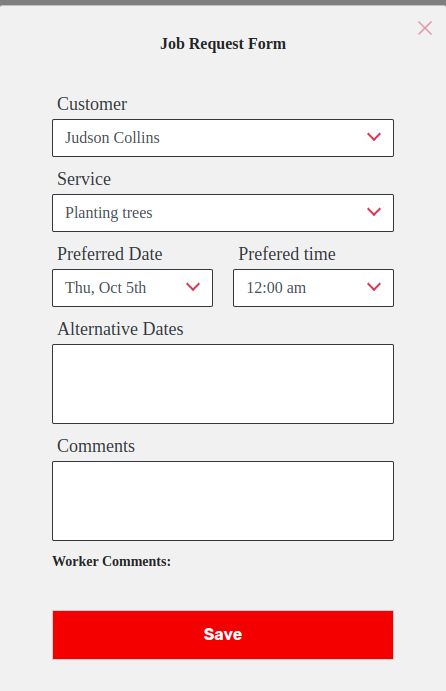 Job Request Form
Customer
Judson Collins
Service
Planting trees
Preferred Date Prefered time
Thu, Oct 5th 12:00 am
Alternative Dates
Comments
Worker Comments:
Save